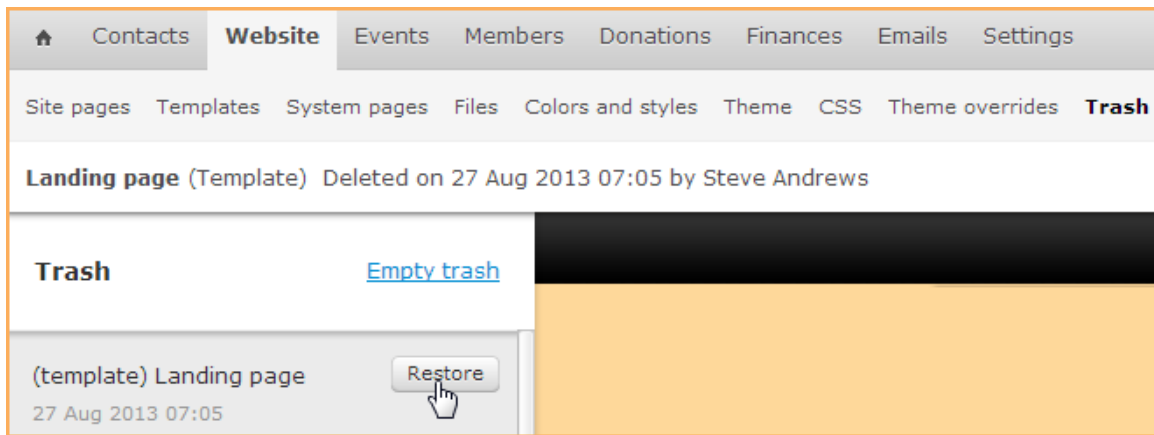 Contacts Website Events Members Donations Finances Emails Settings
Site pages Templates System pages Files Colors and styles Theme CSS Theme overrides Trash
Landing page (Template) Deleted on 27 Aug 2013 07:05 by Steve Andrews
Trash Empty trash
(template) Landing page Restore
27 Aug 2013 07:05